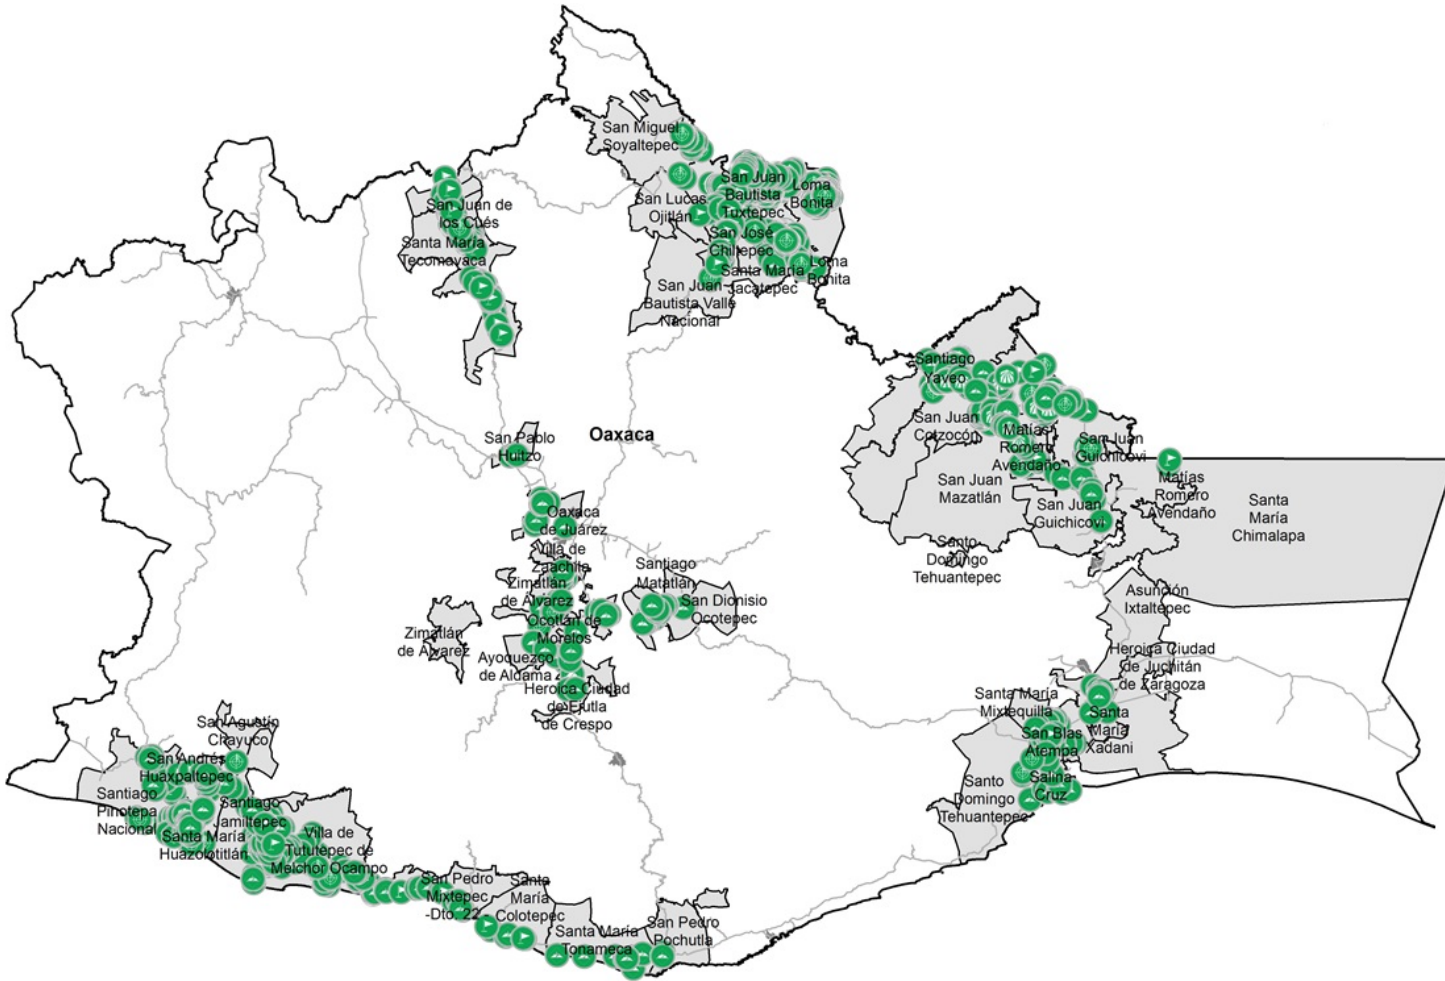 San Miguel
Soyaltepec
San Juan
Bautista
Tuxtepec
Loma
Bonita
San Lucas
Ojitlán
San José
Chiltepec
Santa María
Jacatepec
Loma
Bonita
San Juan
Bautista Valle
Nacional
San Juan de
los Cués
Santa María
Tecomavaca
Santiago
Yaveo
San Juan
Cotzocón
Matías
Romero
Avendaño
San Juan
Guichicovi
San Juan
Mazatlán
San Juan
Guichicovi
Matías
Romero
Avendaño
Santa
María
Chimalapa
Santo
Domingo
Tehuantepec
San Pablo
Huitzo
Oaxaca
Oaxaca
de Juárez
Villa de
Zaachila
Zimatlán
de Álvarez
Santiago
Matatlán
San Dionisio
Ocotepec
Ocotlán de
Morelos
Zimatlán
de Álvarez
Ayoquezco
de Aldama
Heroica Ciudad
de Ejutla
de Crespo
Asunción
Ixtaltepec
Heroica Ciudad
de Juchitán
de Zaragoza
Santa María
Mixtequilla
San Blas
Atempa
Santa
María
Xadani
Salina
Cruz
Santo
Domingo
Tehuantepec
San Agustín
Chayuco
San Andrés
Huaxpaltepec
Santiago
Pinotepa
Nacional
Santiago
Jamiltepec
Santa María
Huazolotitlán
Villa de
Tututepec de
Melchor Ocampo
San Pedro
Mixtepec
-Dto. 22 -
Santa
María
Colotepec
Santa María
Tonameca
San Pedro
Pochutla